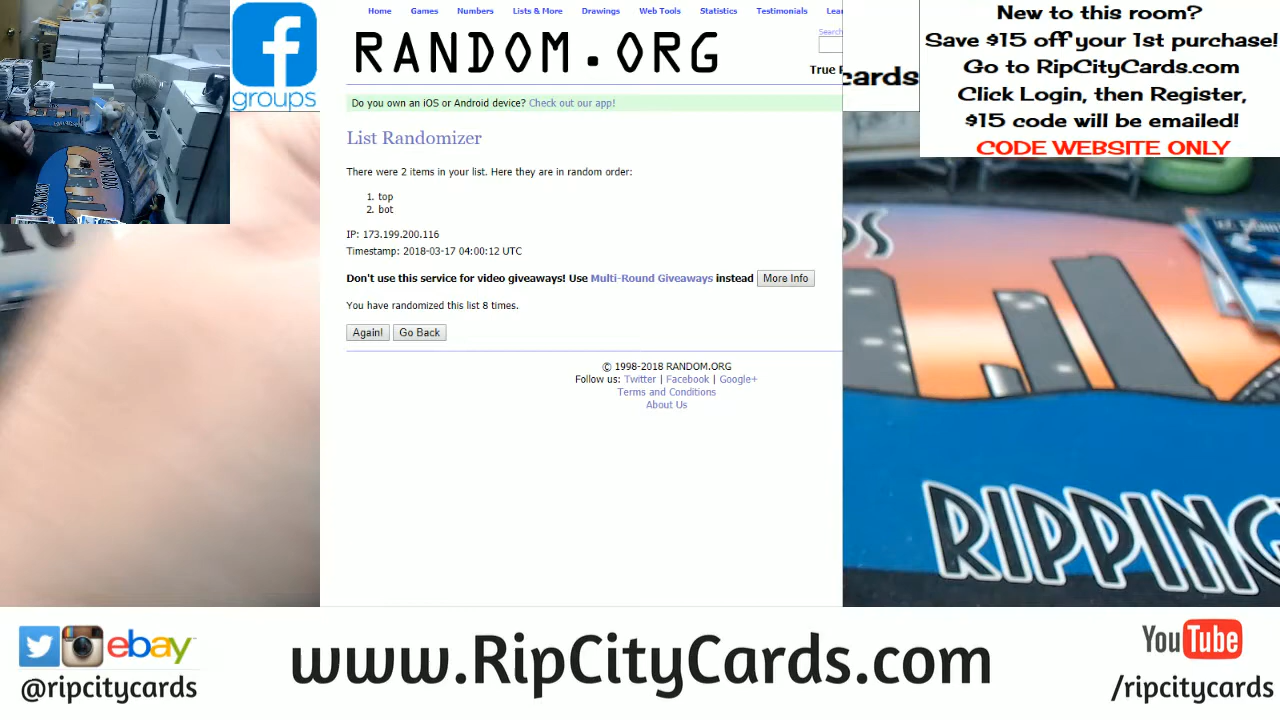 groups
Home Games Numbers Lists & More Drawings Web Tools Statistics Testimonials
RANDOM.ORG
Search
True
Do you own an iOS or Android device? Check out our app!
List Randomizer
There were 2 items in your list. Here they are in random order:
1. top
2. bot
IP: 173.199.200.116
Timestamp: 2018-03-17 04:00:12 UTC
Don't use this service for video giveaways! Use Multi-Round Giveaways instead More Info
You have randomized this list 8 times.
Again! Go Back
© 1998-2018 RANDOM.ORG
Follow us: Twitter | Facebook | Google+
Terms and Conditions
About Us
cards
New to this room?
Save $15 off your 1st purchase!
Go to RipCityCards.com
Click Login, then Register,
$15 code will be emailed!
CODE WEBSITE ONLY
RIPPING
ebay
@ripcitycards
www.RipCityCards.com
YouTube
/ripcitycards